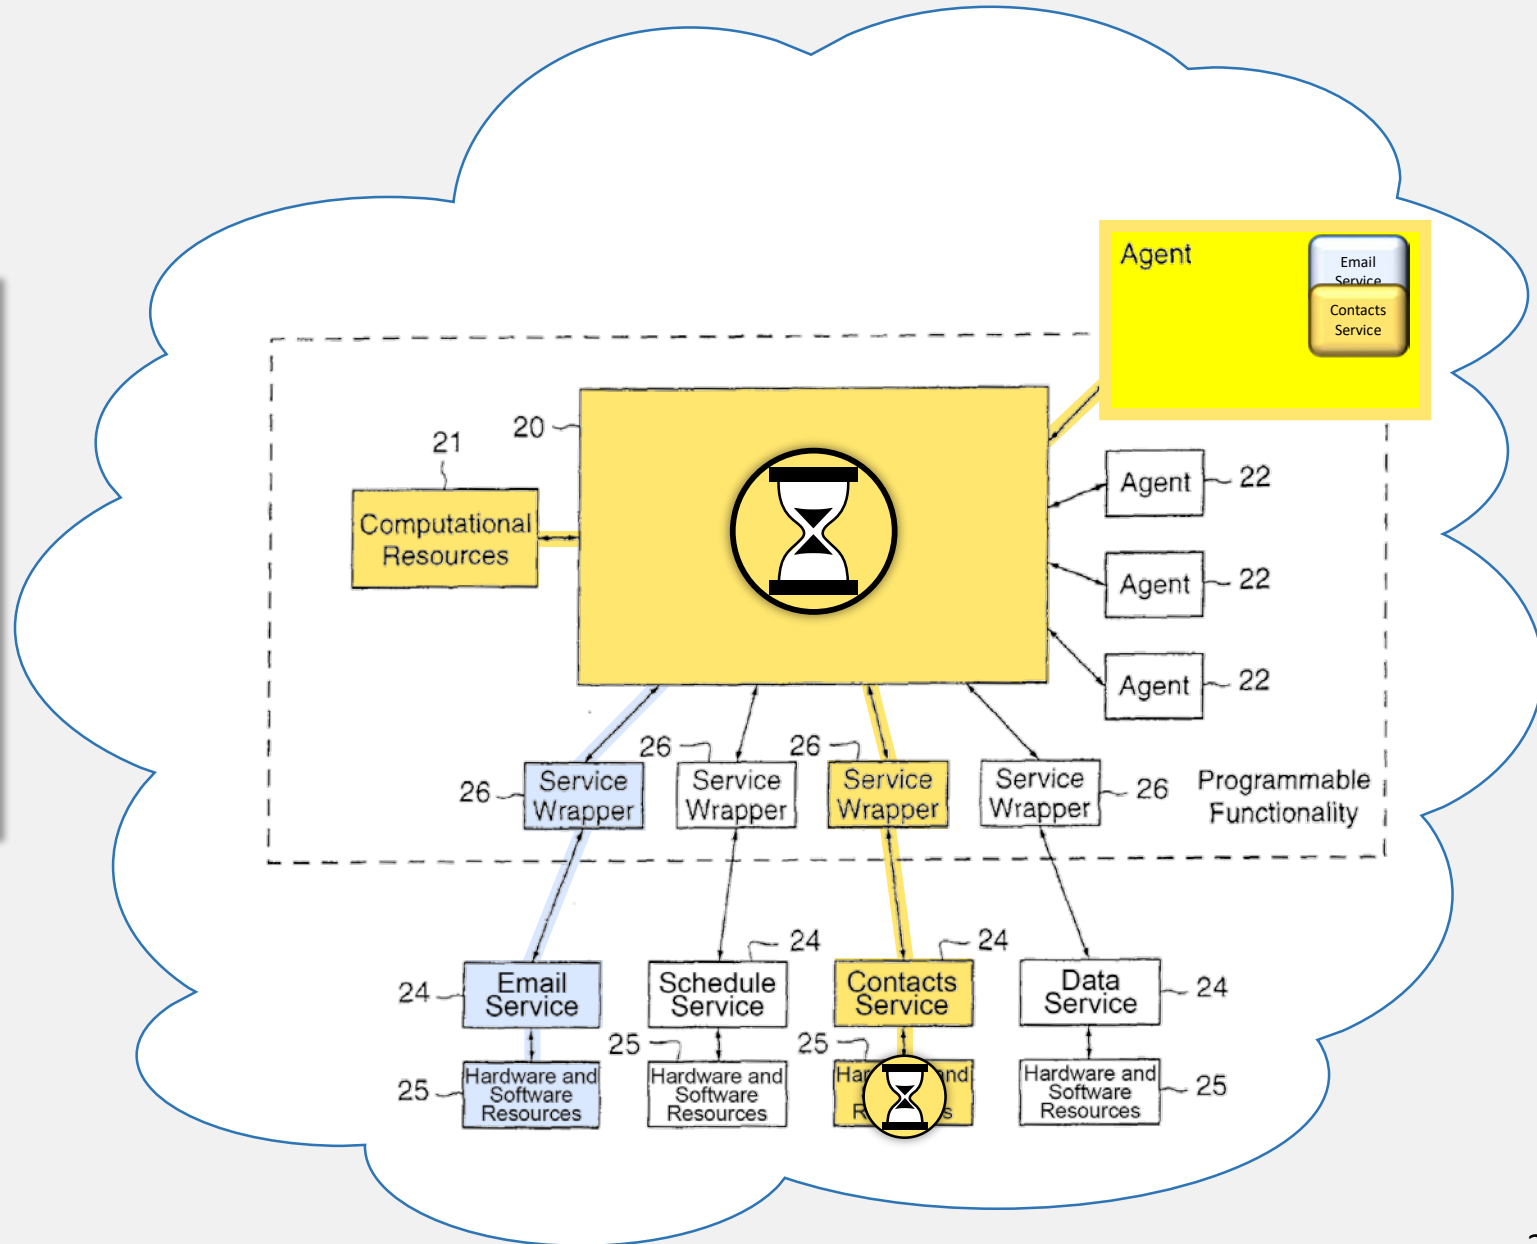 Agent
Email
Service
Contacts
Service
20
21
Computational
Resources
Agent
22
Agent
22
Agent
22
26
Service
Wrapper
26
Service
Wrapper
26
Service
Wrapper
Service
Wrapper
26
Programmable
Functionality
24
Email
Service
24
Schedule
Service
24
Contacts
Service
Data
Service
24
25
Hardware and
Software
Resources
25
Hardware and
Software
Resources
25
Hardware and
Software
Resources
25